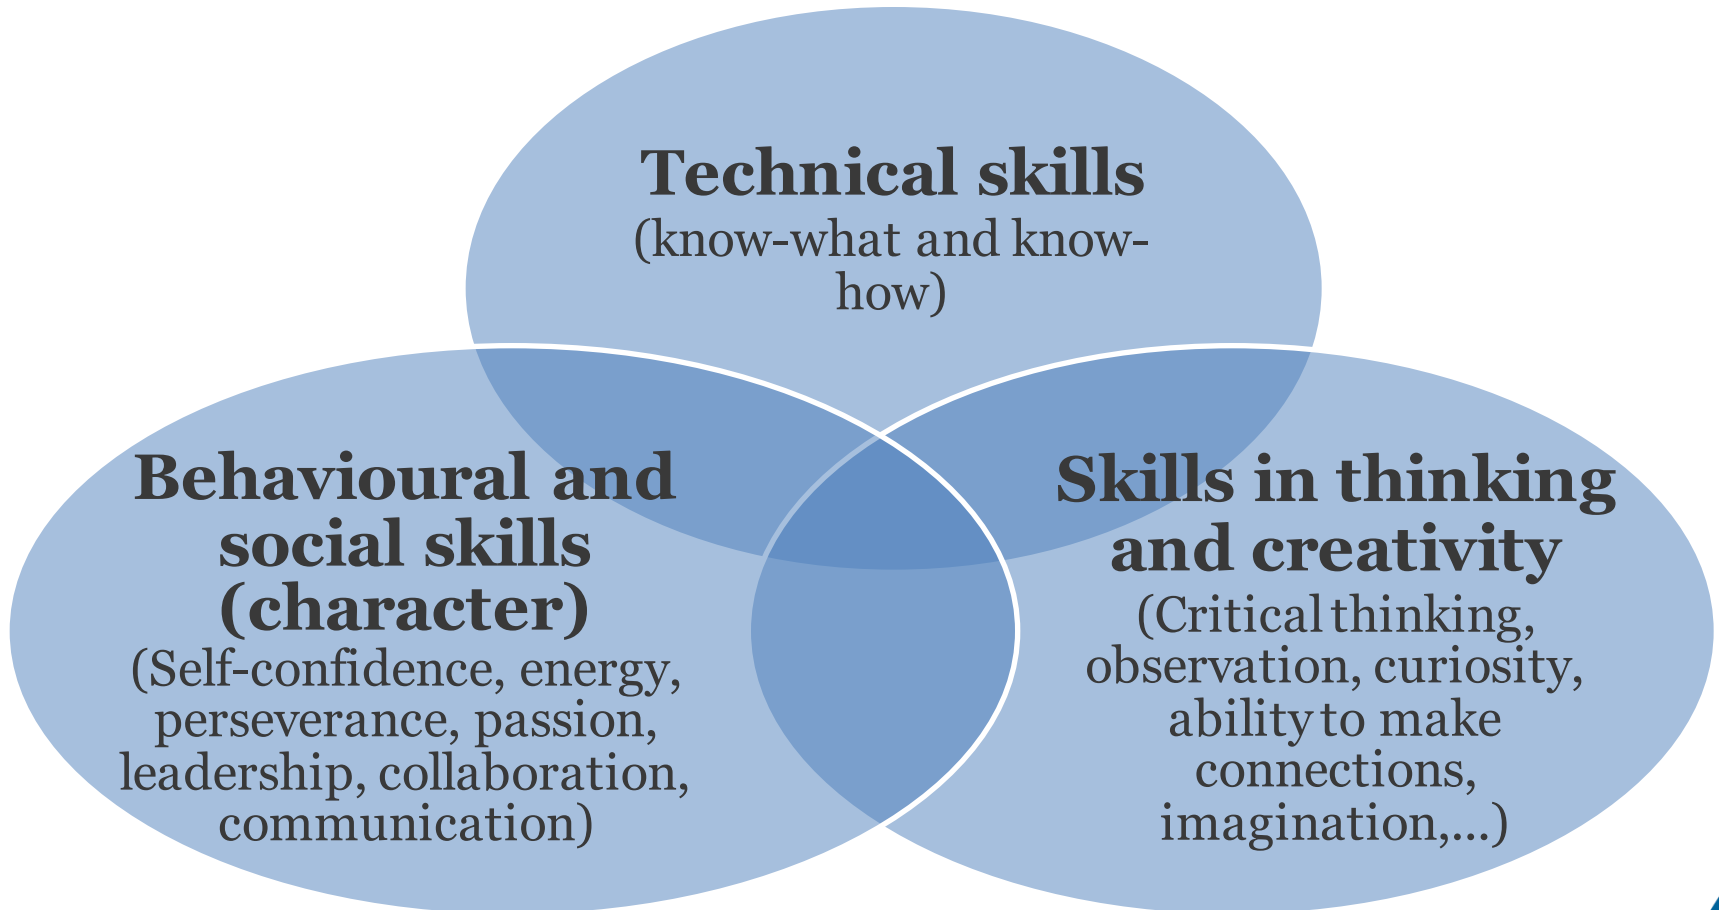 Technical skills
(know-what and know-
how)
Behavioural and
social skills
(character)
(Self-confidence, energy,
perseverance, passion,
leadership, collaboration,
communication)
Skills in thinking
and creativity
(Critical thinking,
observation, curiosity,
ability to make
connections,
imagination,...)